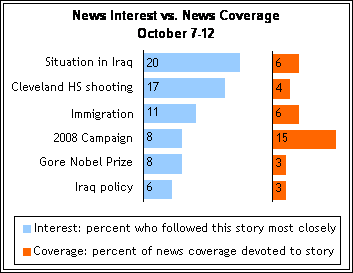 News Interest vs. News Coverage
October 7-12
Situation in Iraq 20 6
Cleveland HS shooting 17 4
Immigration 11 6
2008 Campaign 8 15
Gore Nobel Prize 8 3
Iraq policy 6 3
Interest: percent who followed this story most closely
Coverage: percent of news coverage devoted to story